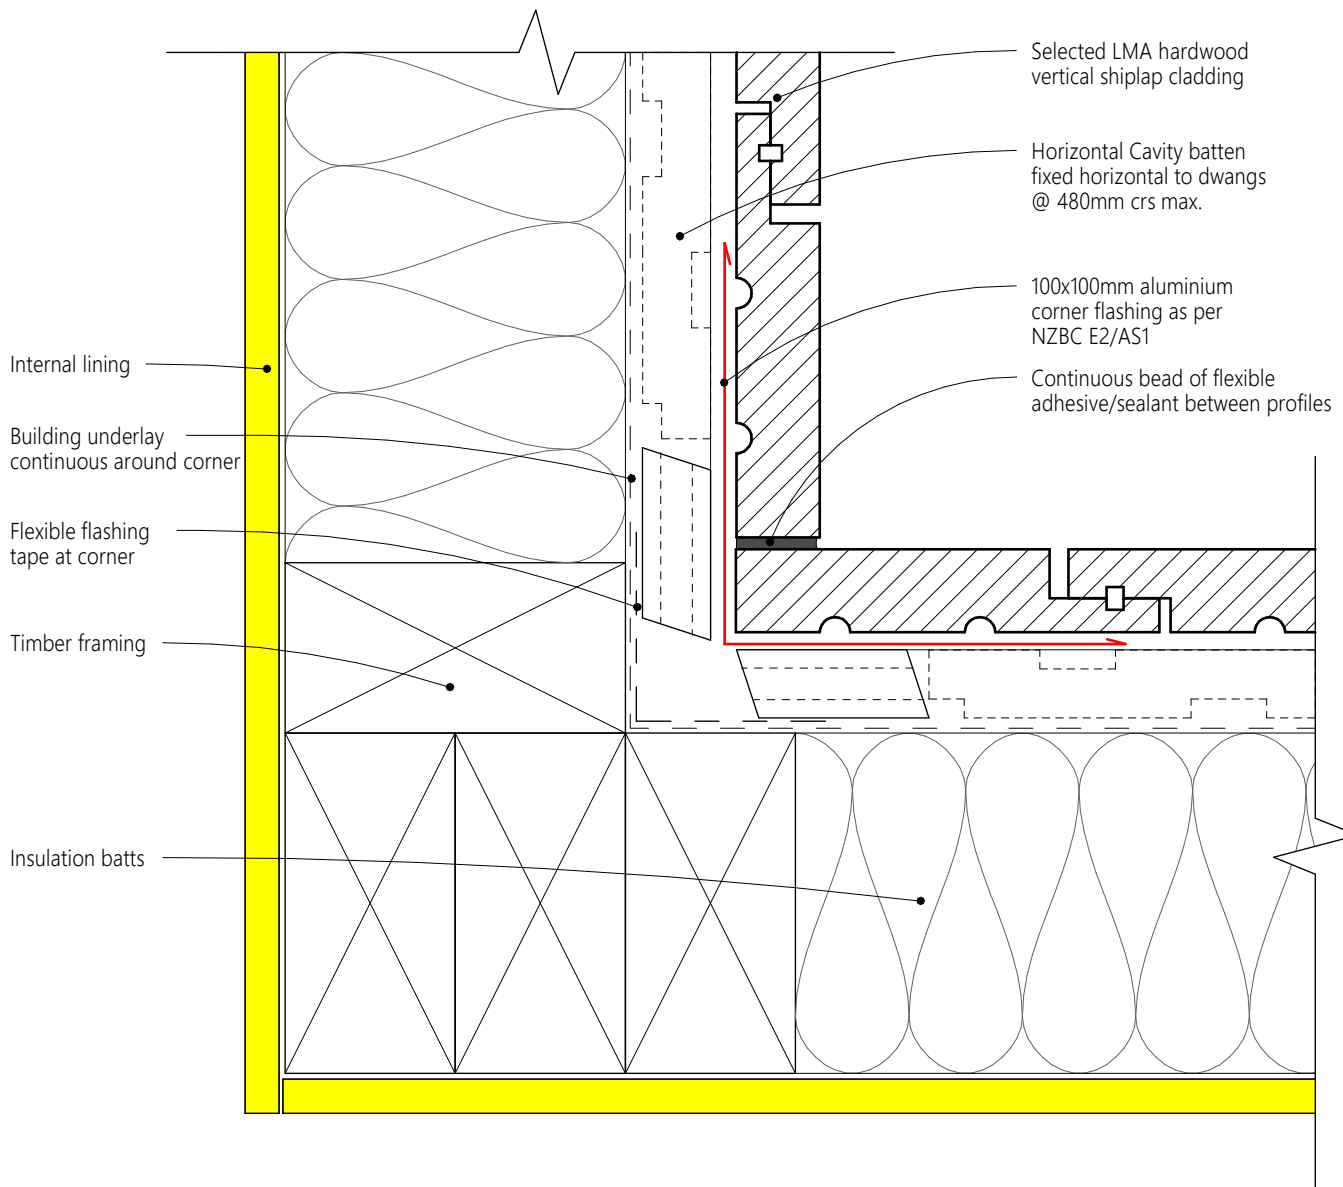 Selected LMA hardwood
vertical shiplap cladding
Horizontal Cavity batten
fixed horizontal to dwangs
@ 480mm crs max.
100x100mm aluminium
corner flashing as per
NZBC E2/AS1
Continuous bead of flexible
adhesive/sealant between profiles
Internal lining
Building underlay
continuous around corner
Flexible flashing
tape at corner
Timber framing
Insulation batts